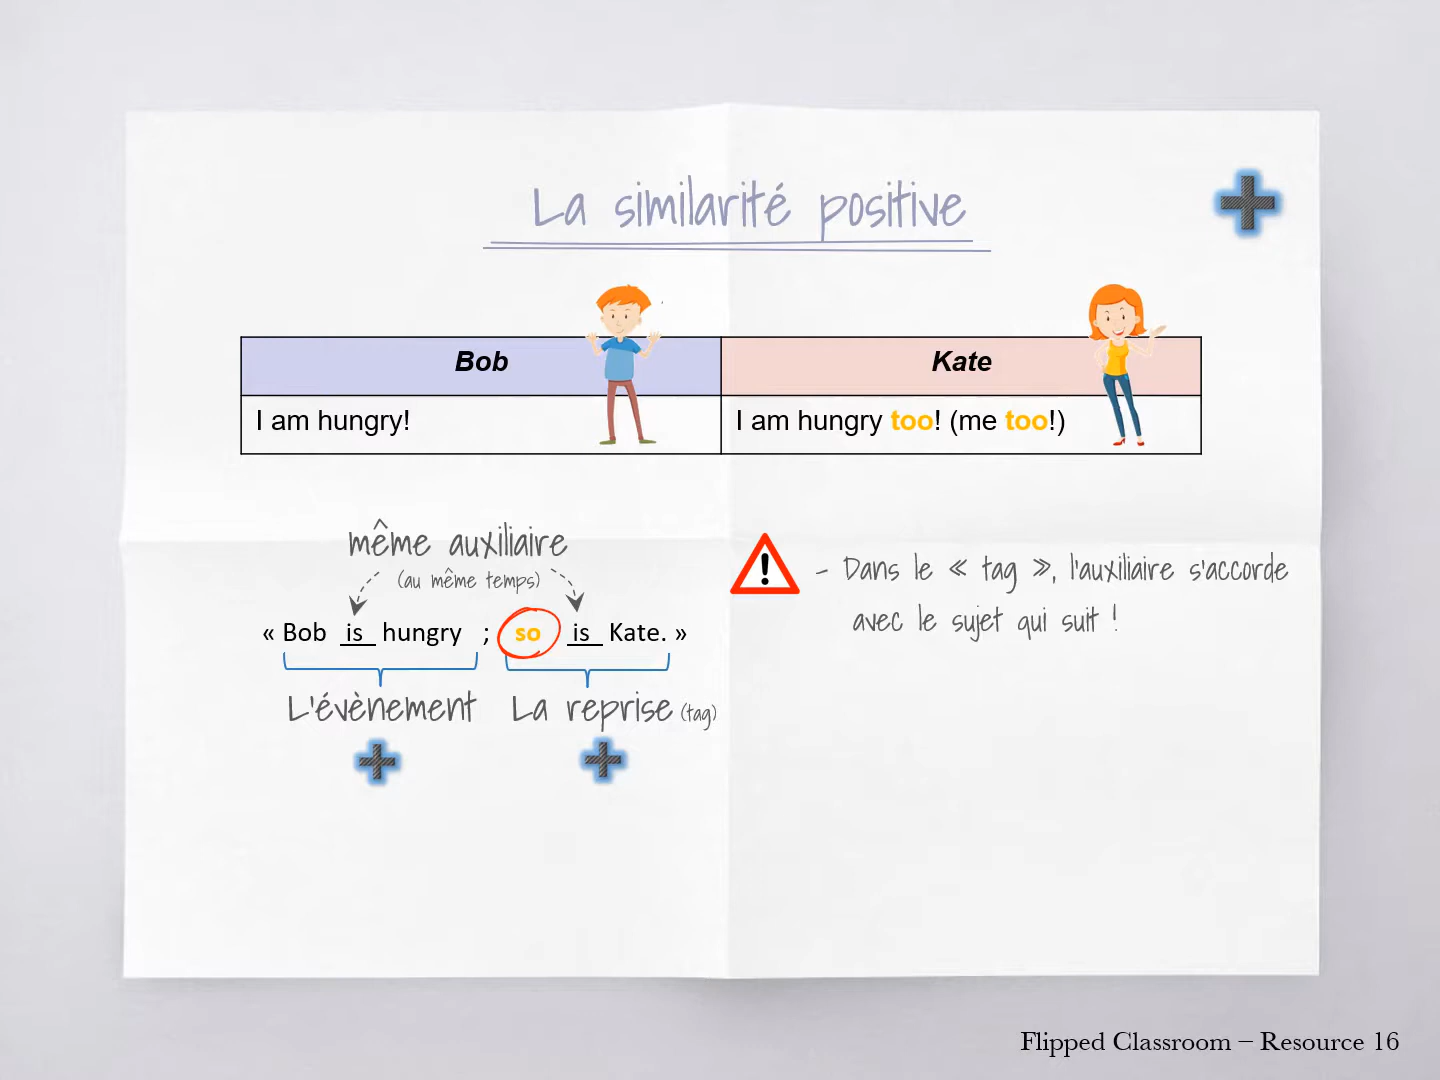 La similarité positive
Bob
Kate
I am hungry!
I am hungry too! (me too!)
même auxiliaire
(au même temps)
« Bob is hungry ; so is Kate. »
L'évènement
La reprise (tag)
- Dans le « tag », l'auxiliaire s'accorde
avec le sujet qui suit !
Flipped Classroom – Resource 16